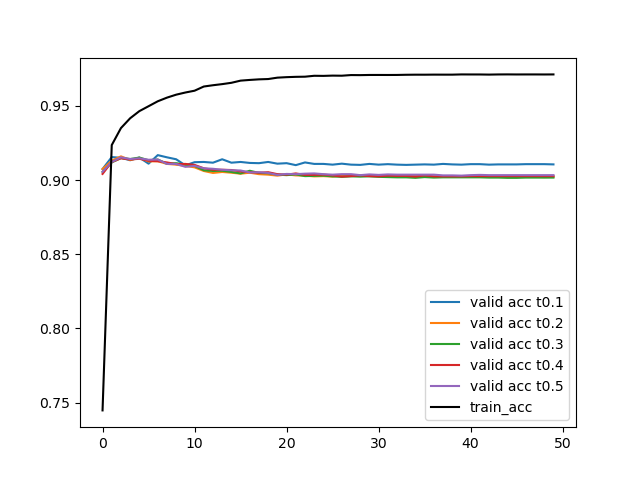 0.95
0.90
0.85
0.80
0.75
0
10
20
30
40
50
valid acc t0.1
valid acc t0.2
valid acc t0.3
valid acc t0.4
valid acc t0.5
train_acc